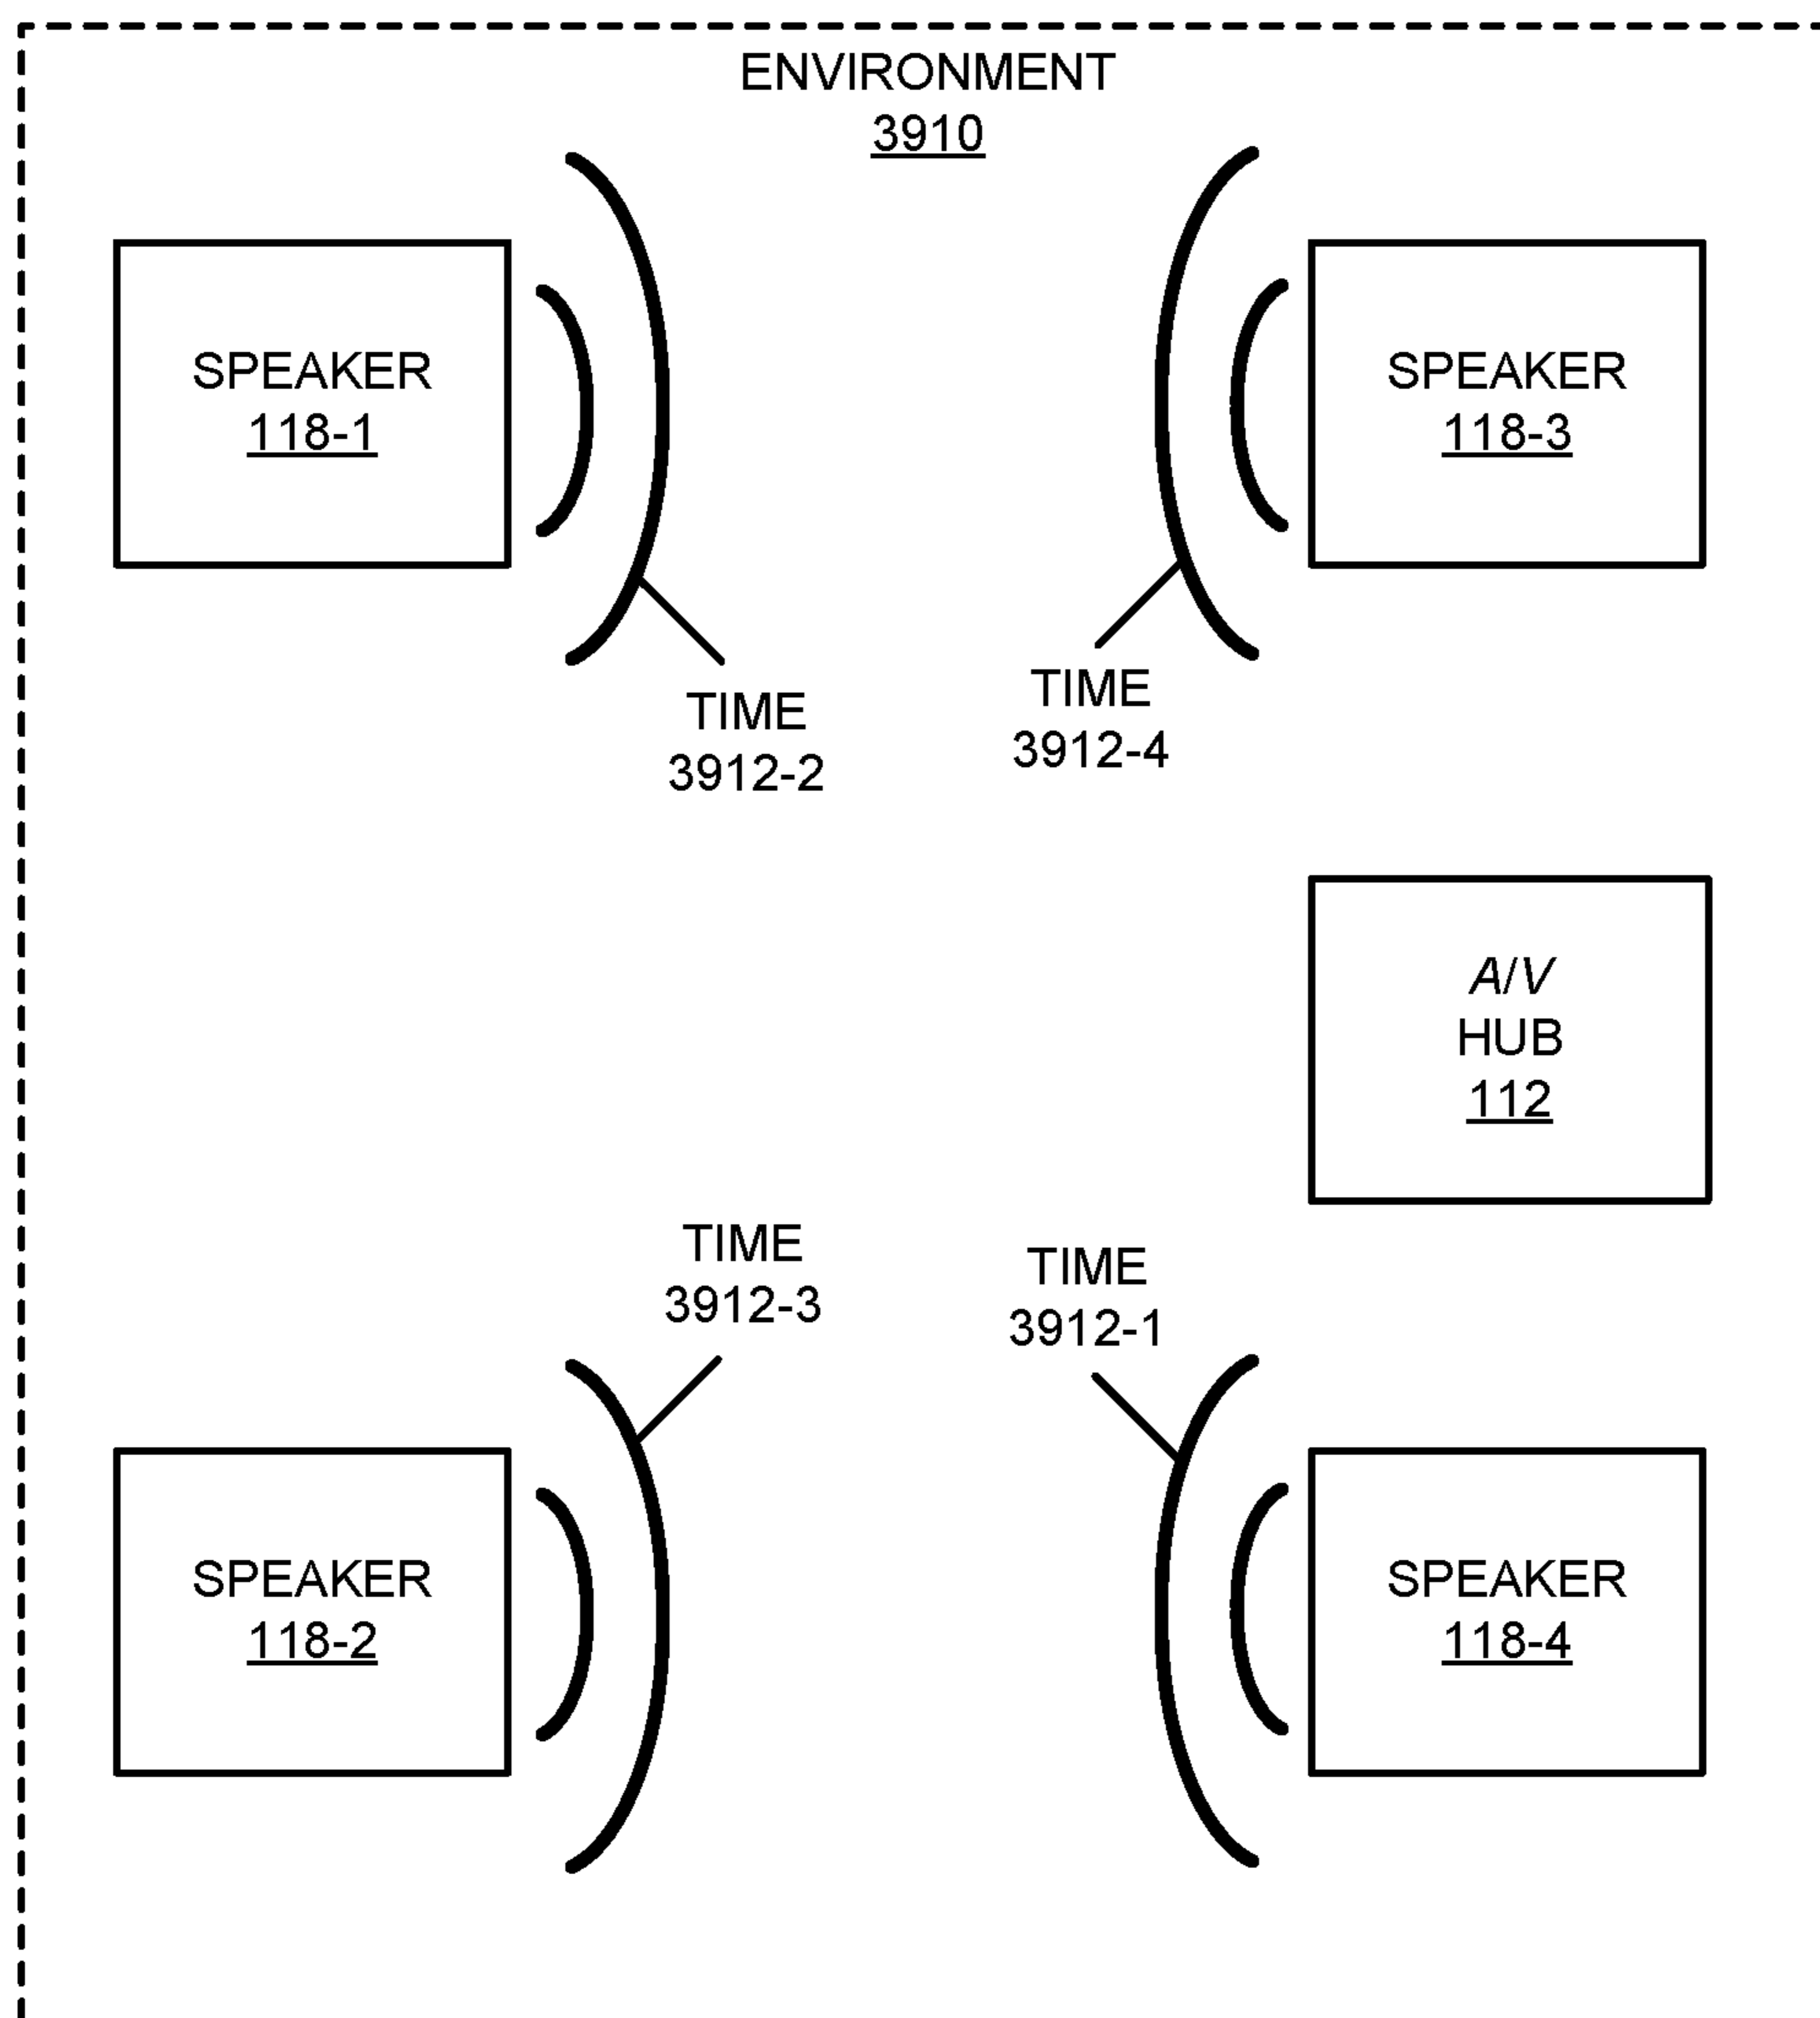 ENVIRONMENT
3910
SPEAKER
118-1
SPEAKER
118-3
TIME
3912-2
TIME
3912-4
A/V
HUB
112
TIME
3912-3
TIME
3912-1
SPEAKER
118-2
SPEAKER
118-4